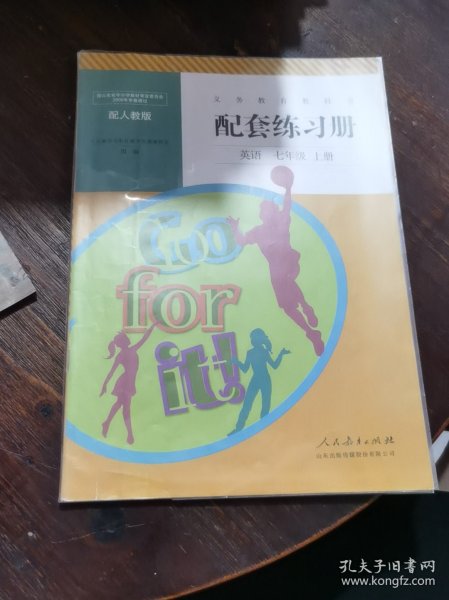 义务教育教科书
配套练习册
英语 七年级 上册
配人教版
Go
for
it!
人民教育出版社
山东出版传媒股份有限公司
孔夫子旧书网
www.kongfz.com